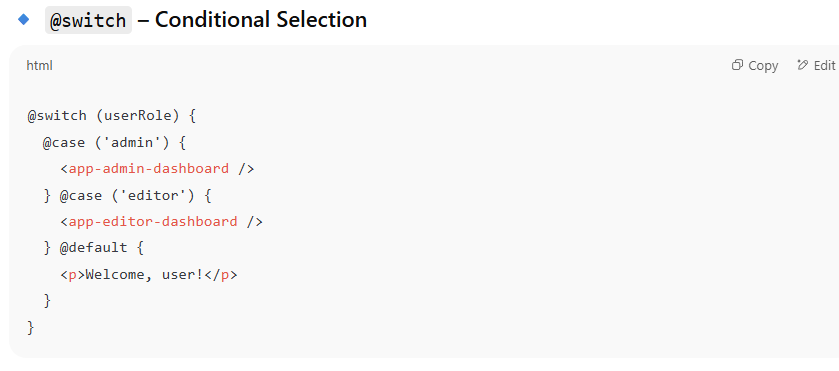 @switch – Conditional Selection
html Copy Edit
@switch (userRole) {
  @case ('admin') {
    <app-admin-dashboard />
  } @case ('editor') {
    <app-editor-dashboard />
  } @default {
    <p>Welcome, user!</p>
  }
}